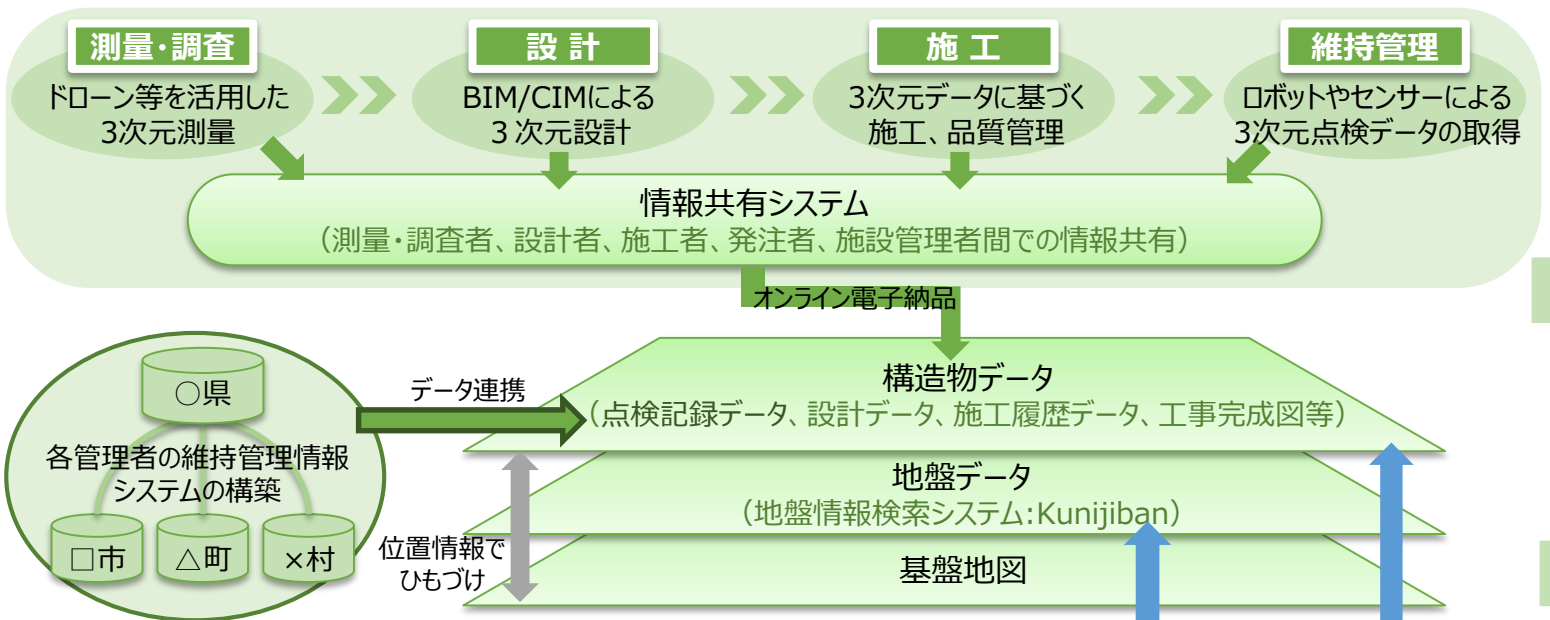 測量・調査
ドローン等を活用した
3次元測量
設 計
BIM/CIMによる
３次元設計
施 工
3次元データに基づく
施工、品質管理
維持管理
ロボットやセンサーによる
3次元点検データの取得
情報共有システム
（測量・調査者、設計者、施工者、発注者、施設管理者間での情報共有）
オンライン電子納品
○県
各管理者の維持管理情報
システムの構築
□市
△町
×村
データ連携
構造物データ
（点検記録データ、設計データ、施工履歴データ、工事完成図等）
地盤データ
（地盤情報検索システム:Kunijiban）
位置情報で
ひもづけ
基盤地図